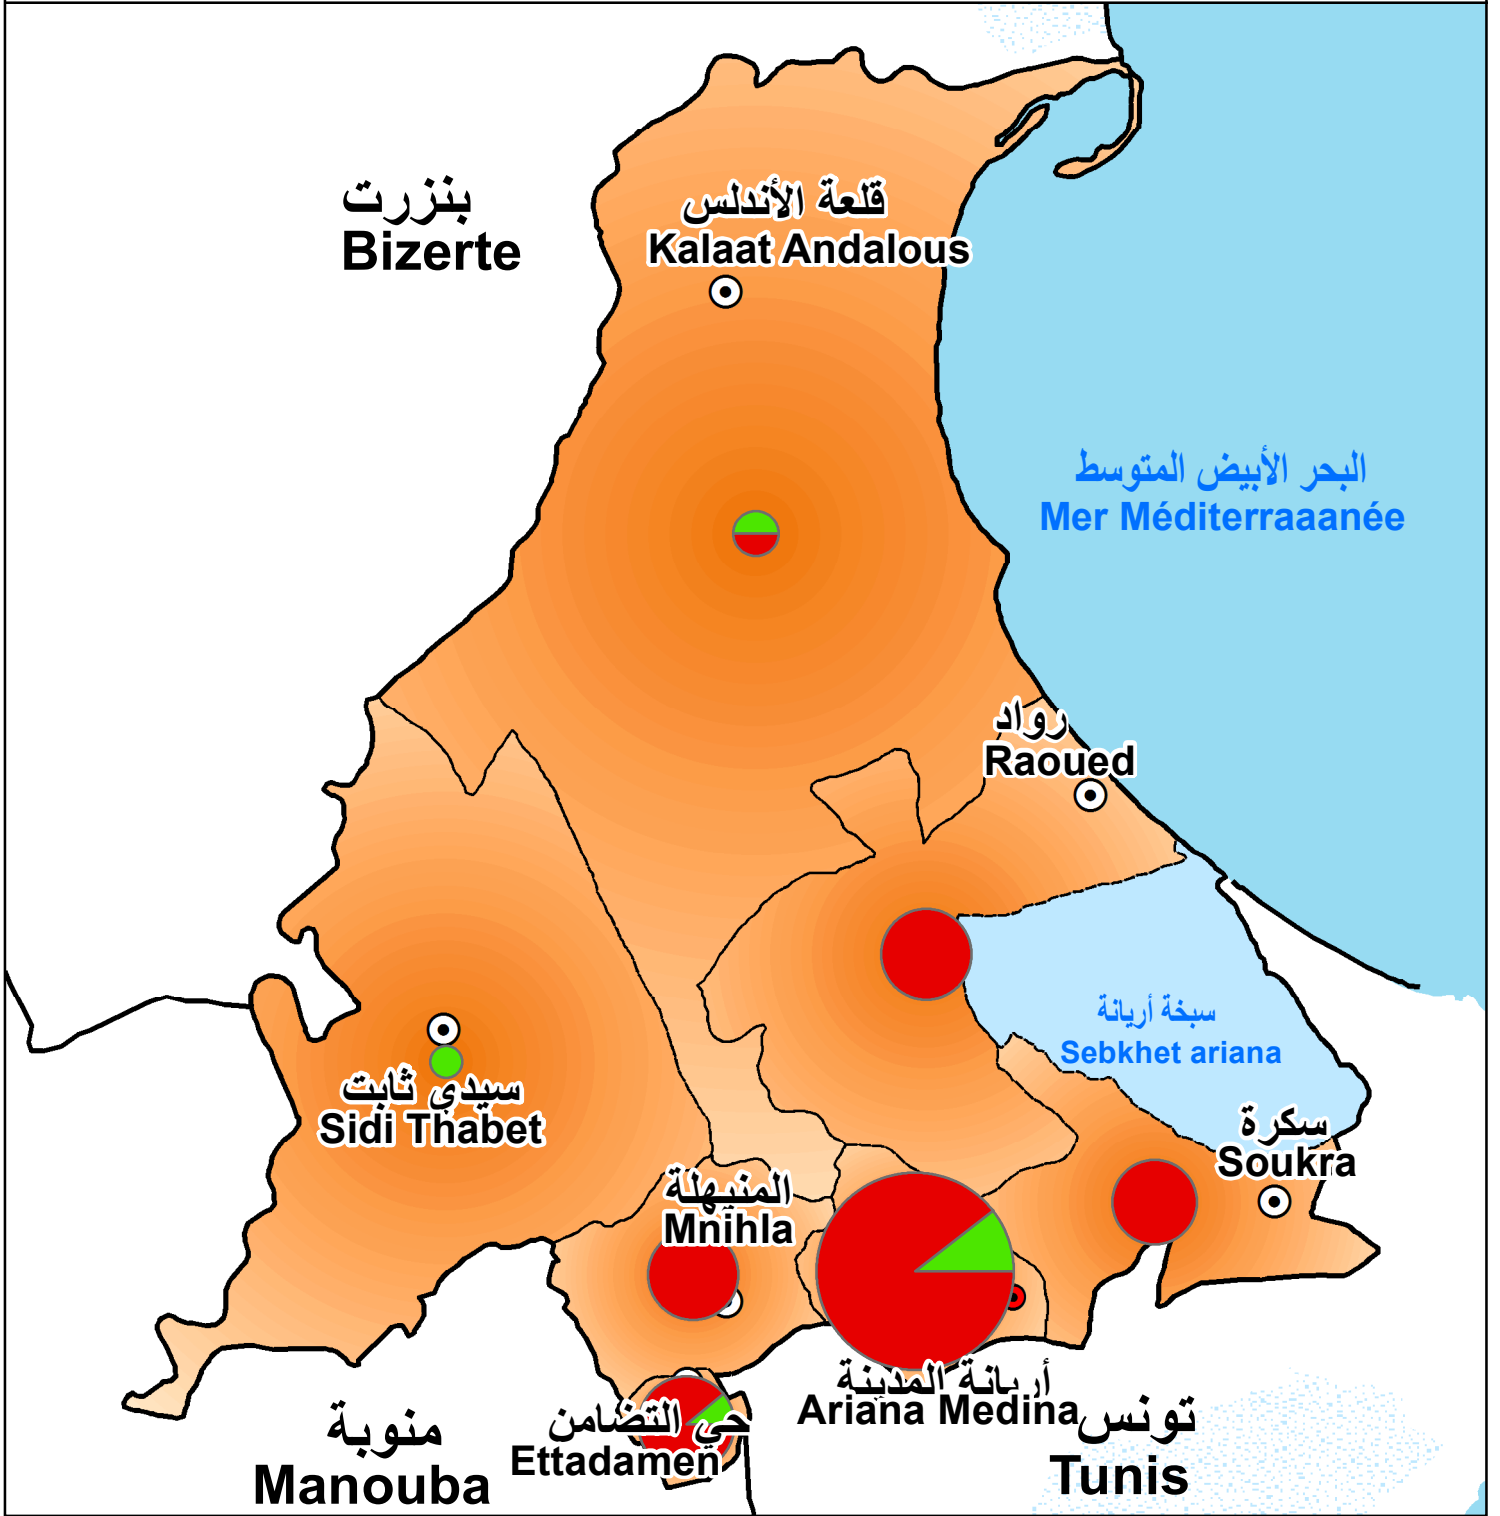 بنزرت
Bizerte
قلعة الأندلس
Kalaat Andalous
البحر الأبيض المتوسط
Mer Méditerraaanée
رواد
Raoued
سبخة أريانة
Sebkhet ariana
سيدي ثابت
Sidi Thabet
سكرة
Soukra
المنيهلة
Mnihla
أريانة المدينة
Ariana Medina
حي التضامن
Ettadamen
منوبة
Manouba
تونس
Tunis